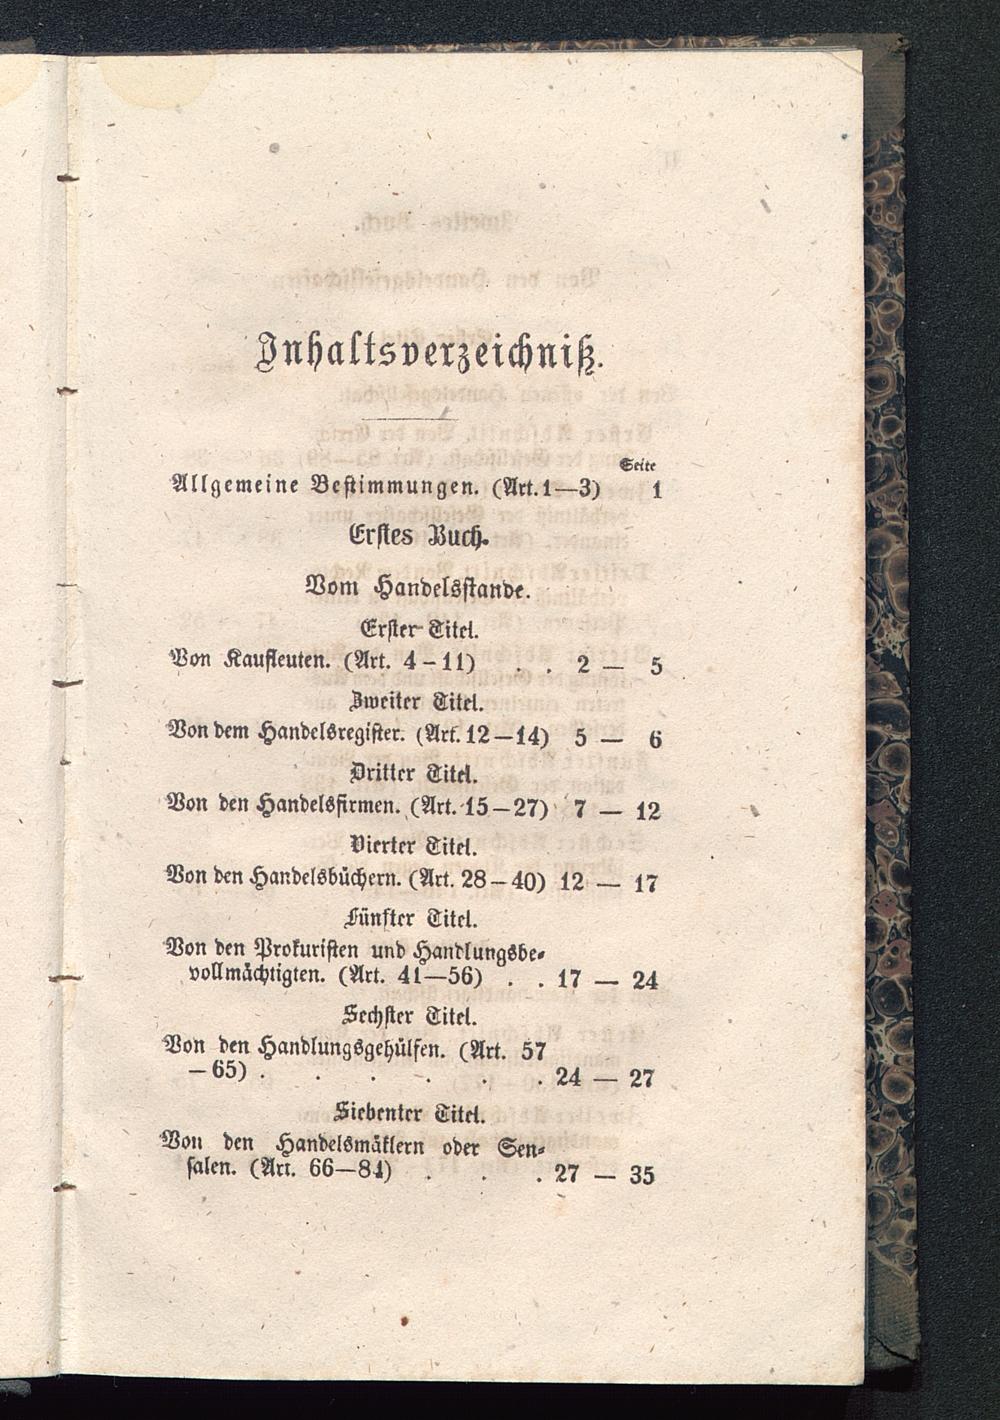 Inhaltsverzeichniß.
Seite
Allgemeine Bestimmungen. (Art. 1—3) 1
Erstes Buch.
Vom Handelsstande.
Erster Titel.
Von Kaufleuten. (Art. 4–11) . . 2 — 5
Zweiter Titel.
Von dem Handelsregister. (Art. 12—14) 5 — 6
Dritter Titel.
Von den Handelsfirmen. (Art. 15–27) 7 — 12
Vierter Titel.
Von den Handelsbüchern. (Art. 28–40) 12 — 17
Fünfter Titel.
Von den Prokuristen und Handlungsbe-
vollmächtigten. (Art. 41—56) . . 17 — 24
Sechster Titel.
Von den Handlungsgehülfen. (Art. 57
—65) . . . . . . 24 — 27
Siebenter Titel.
Von den Handelsmäklern oder Sen-
salen. (Art. 66—84) . . . 27 — 35